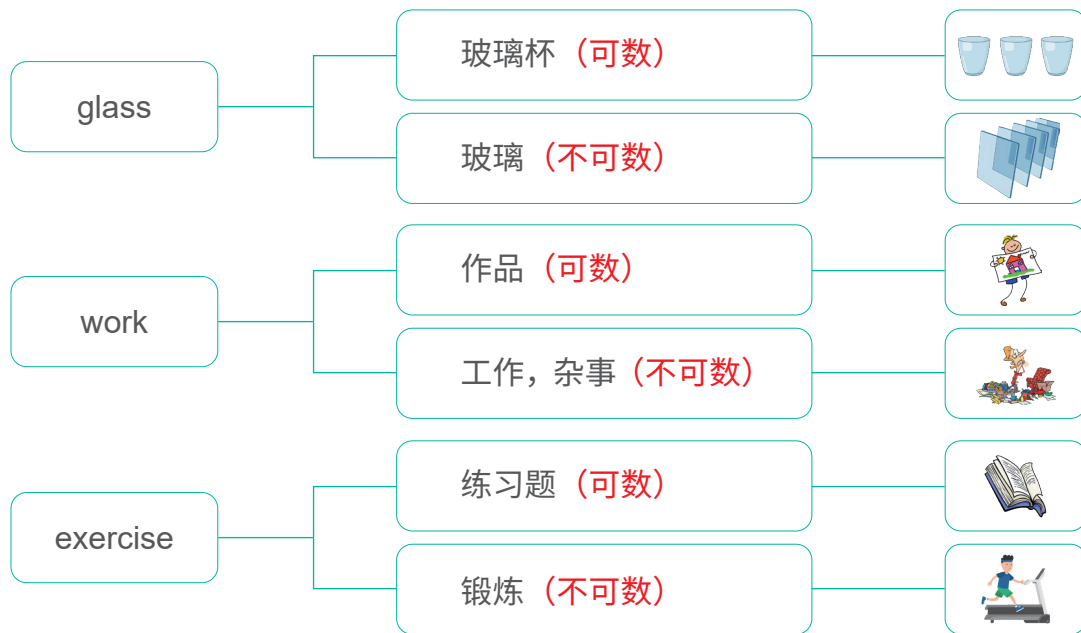 glass
玻璃杯（可数）
玻璃（不可数）
work
作品（可数）
工作，杂事（不可数）
exercise
练习题（可数）
锻炼（不可数）